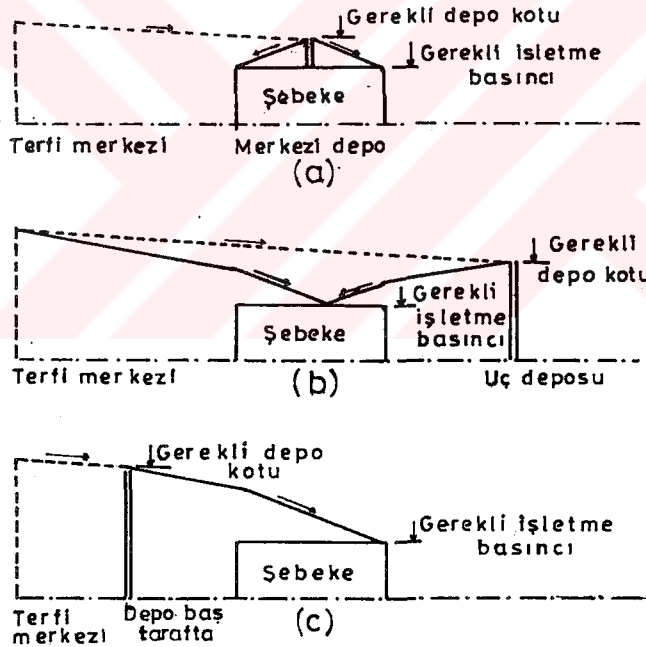 Gerekli depo kotu
Gerekli işletme
basıncı
Şebeke
Terfi merkezi
Merkezi depo
(a)
Gerekli
depo kotu
Gerekli
işletme
basıncı
Şebeke
Terfi merkezi
(b)
Uç deposu
Gerekli depo
kotu
Gerekli işletme
basıncı
Şebeke
Terfi
merkezi
Depo baş
tarafta
(c)